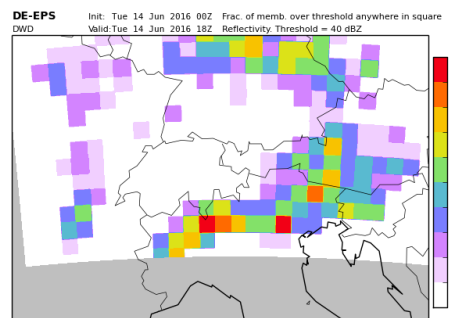 DE-EPS Init: Tue 14 Jun 2016 00Z Frac. of memb. over threshold anywhere in square
DWD Valid:Tue 14 Jun 2016 18Z Reflectivity Threshold = 40 dBZ